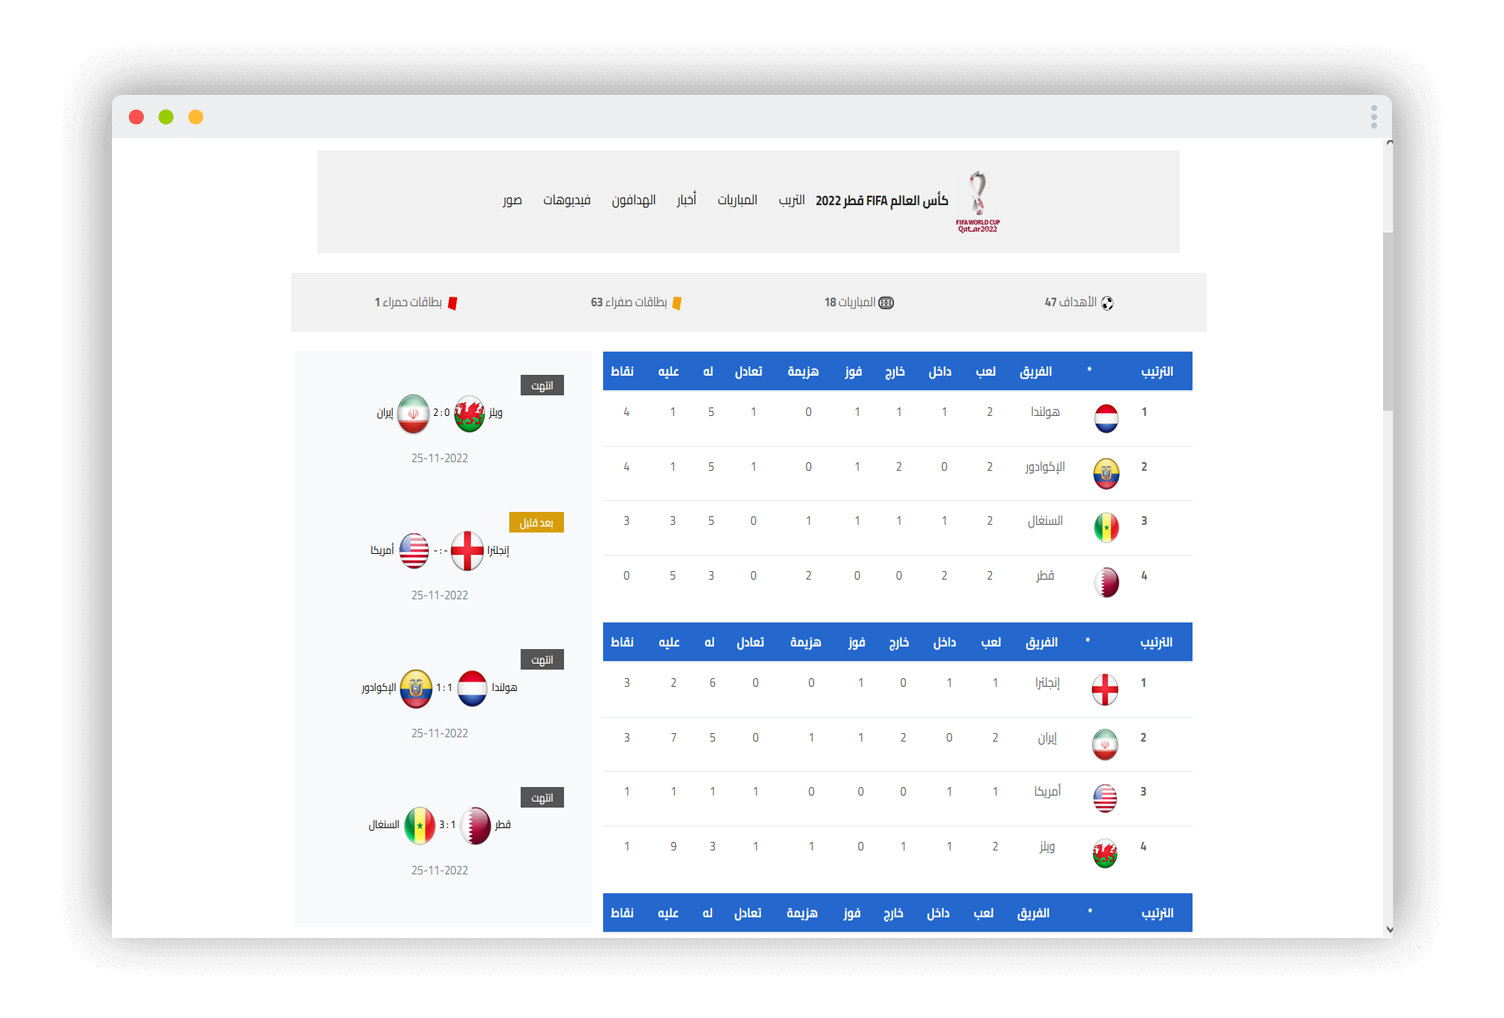 كأس العالم FIFA قطر 2022 التريب المباريات أخبار الهدافون فيديوهات صور
FIFA WORLD CUP
Qatar2022
الأهداف 47 المباريات 18 بطاقات صفراء 63 بطاقات حمراء 1
الترتيب * الفريق لعب داخل خارج فوز هزيمة تعادل له عليه نقاط
1 هولندا 2 1 1 1 0 1 5 1 4
2 الإكوادور 2 0 2 1 0 1 5 1 4
3 السنغال 2 1 1 1 1 0 5 3 3
4 قطر 2 2 0 0 2 0 3 5 0
الترتيب * الفريق لعب داخل خارج فوز هزيمة تعادل له عليه نقاط
1 إنجلترا 1 1 0 1 0 0 6 2 3
2 إيران 2 0 2 1 1 0 5 7 3
3 أمريكا 1 1 0 0 0 1 1 1 1
4 ويلز 2 1 1 0 1 1 3 9 1
الترتيب * الفريق لعب داخل خارج فوز هزيمة تعادل له عليه نقاط
انتهت
ويلز 0 : 2 إيران
25-11-2022
بعد قليل
إنجلترا - : - أمريكا
25-11-2022
انتهت
هولندا 1 : 1 الإكوادور
25-11-2022
انتهت
قطر 1 : 3 السنغال
25-11-2022